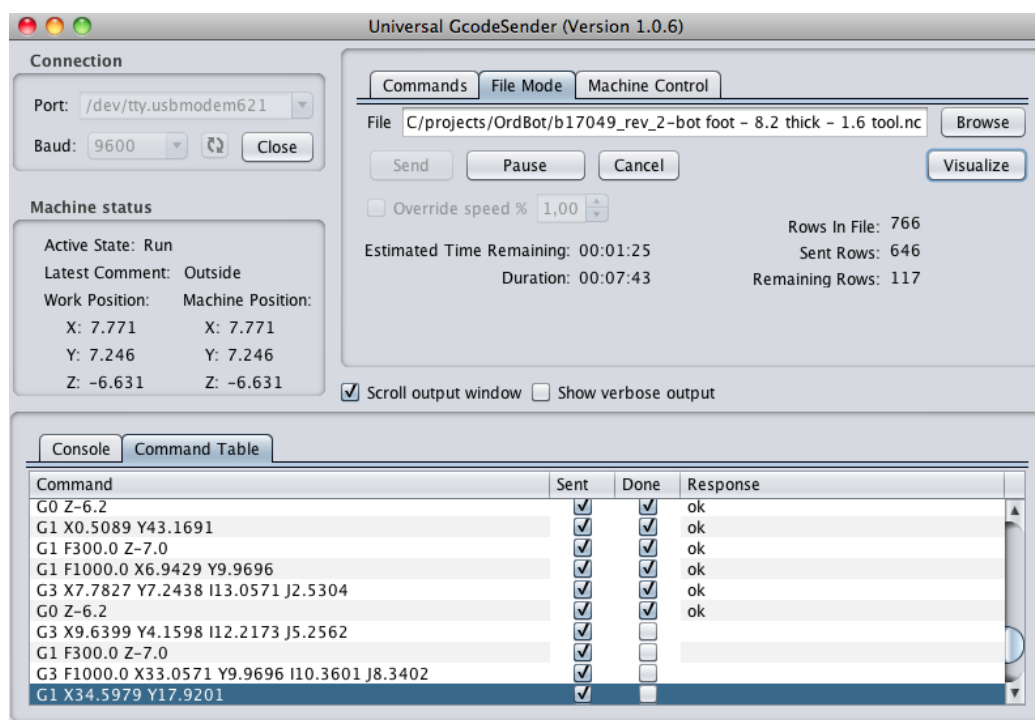 Universal GcodeSender (Version 1.0.6)
Connection
Port: /dev/tty.usbmodem621
Baud: 9600 Close
Machine status
Active State: Run
Latest Comment: Outside
Work Position: Machine Position:
X: 7.771 X: 7.771
Y: 7.246 Y: 7.246
Z: -6.631 Z: -6.631
Commands File Mode Machine Control
File C/projects/OrdBot/b17049_rev_2-bot foot - 8.2 thick - 1.6 tool.nc Browse
Send Pause Cancel Visualize
Override speed % 1,00
Rows In File: 766
Estimated Time Remaining: 00:01:25 Sent Rows: 646
Duration: 00:07:43 Remaining Rows: 117
Scroll output window Show verbose output
Console Command Table
Command Sent Done Response
G0 Z-6.2 ok
G1 X0.5089 Y43.1691 ok
G1 F300.0 Z-7.0 ok
G1 F1000.0 X6.9429 Y9.9696 ok
G3 X7.7827 Y7.2438 I13.0571 J2.5304 ok
G0 Z-6.2 ok
G3 X9.6399 Y4.1598 I12.2173 J5.2562
G1 F300.0 Z-7.0
G3 F1000.0 X33.0571 Y9.9696 I10.3601 J8.3402
G1 X34.5979 Y17.9201